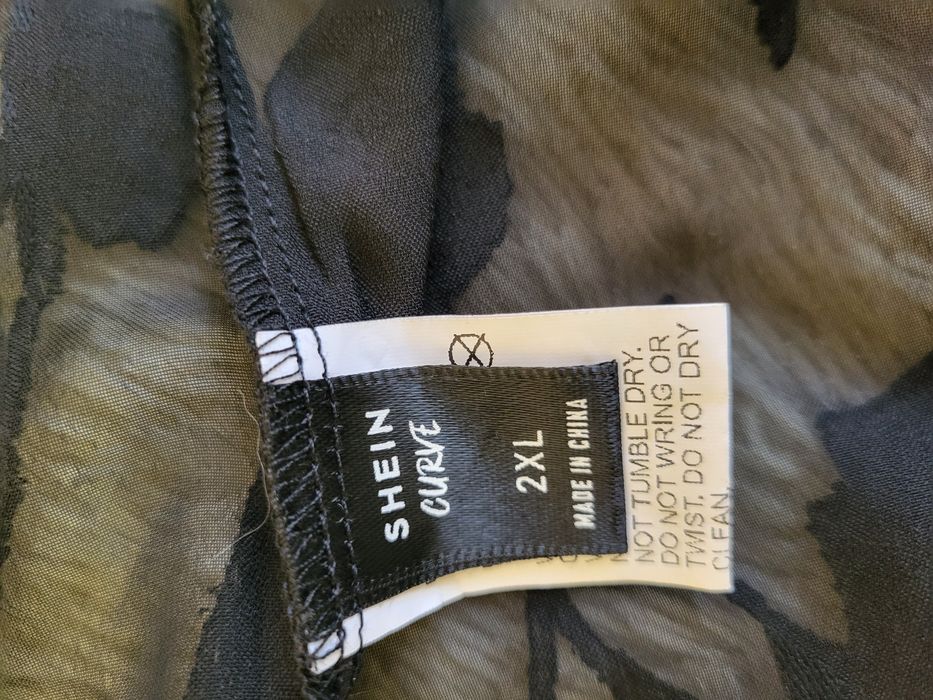 SHEIN
CURVE
2XL
MADE IN CHINA
NOT TUMBLE DRY.
DO NOT WRING OR
TWIST. DO NOT DRY
CLEAN.